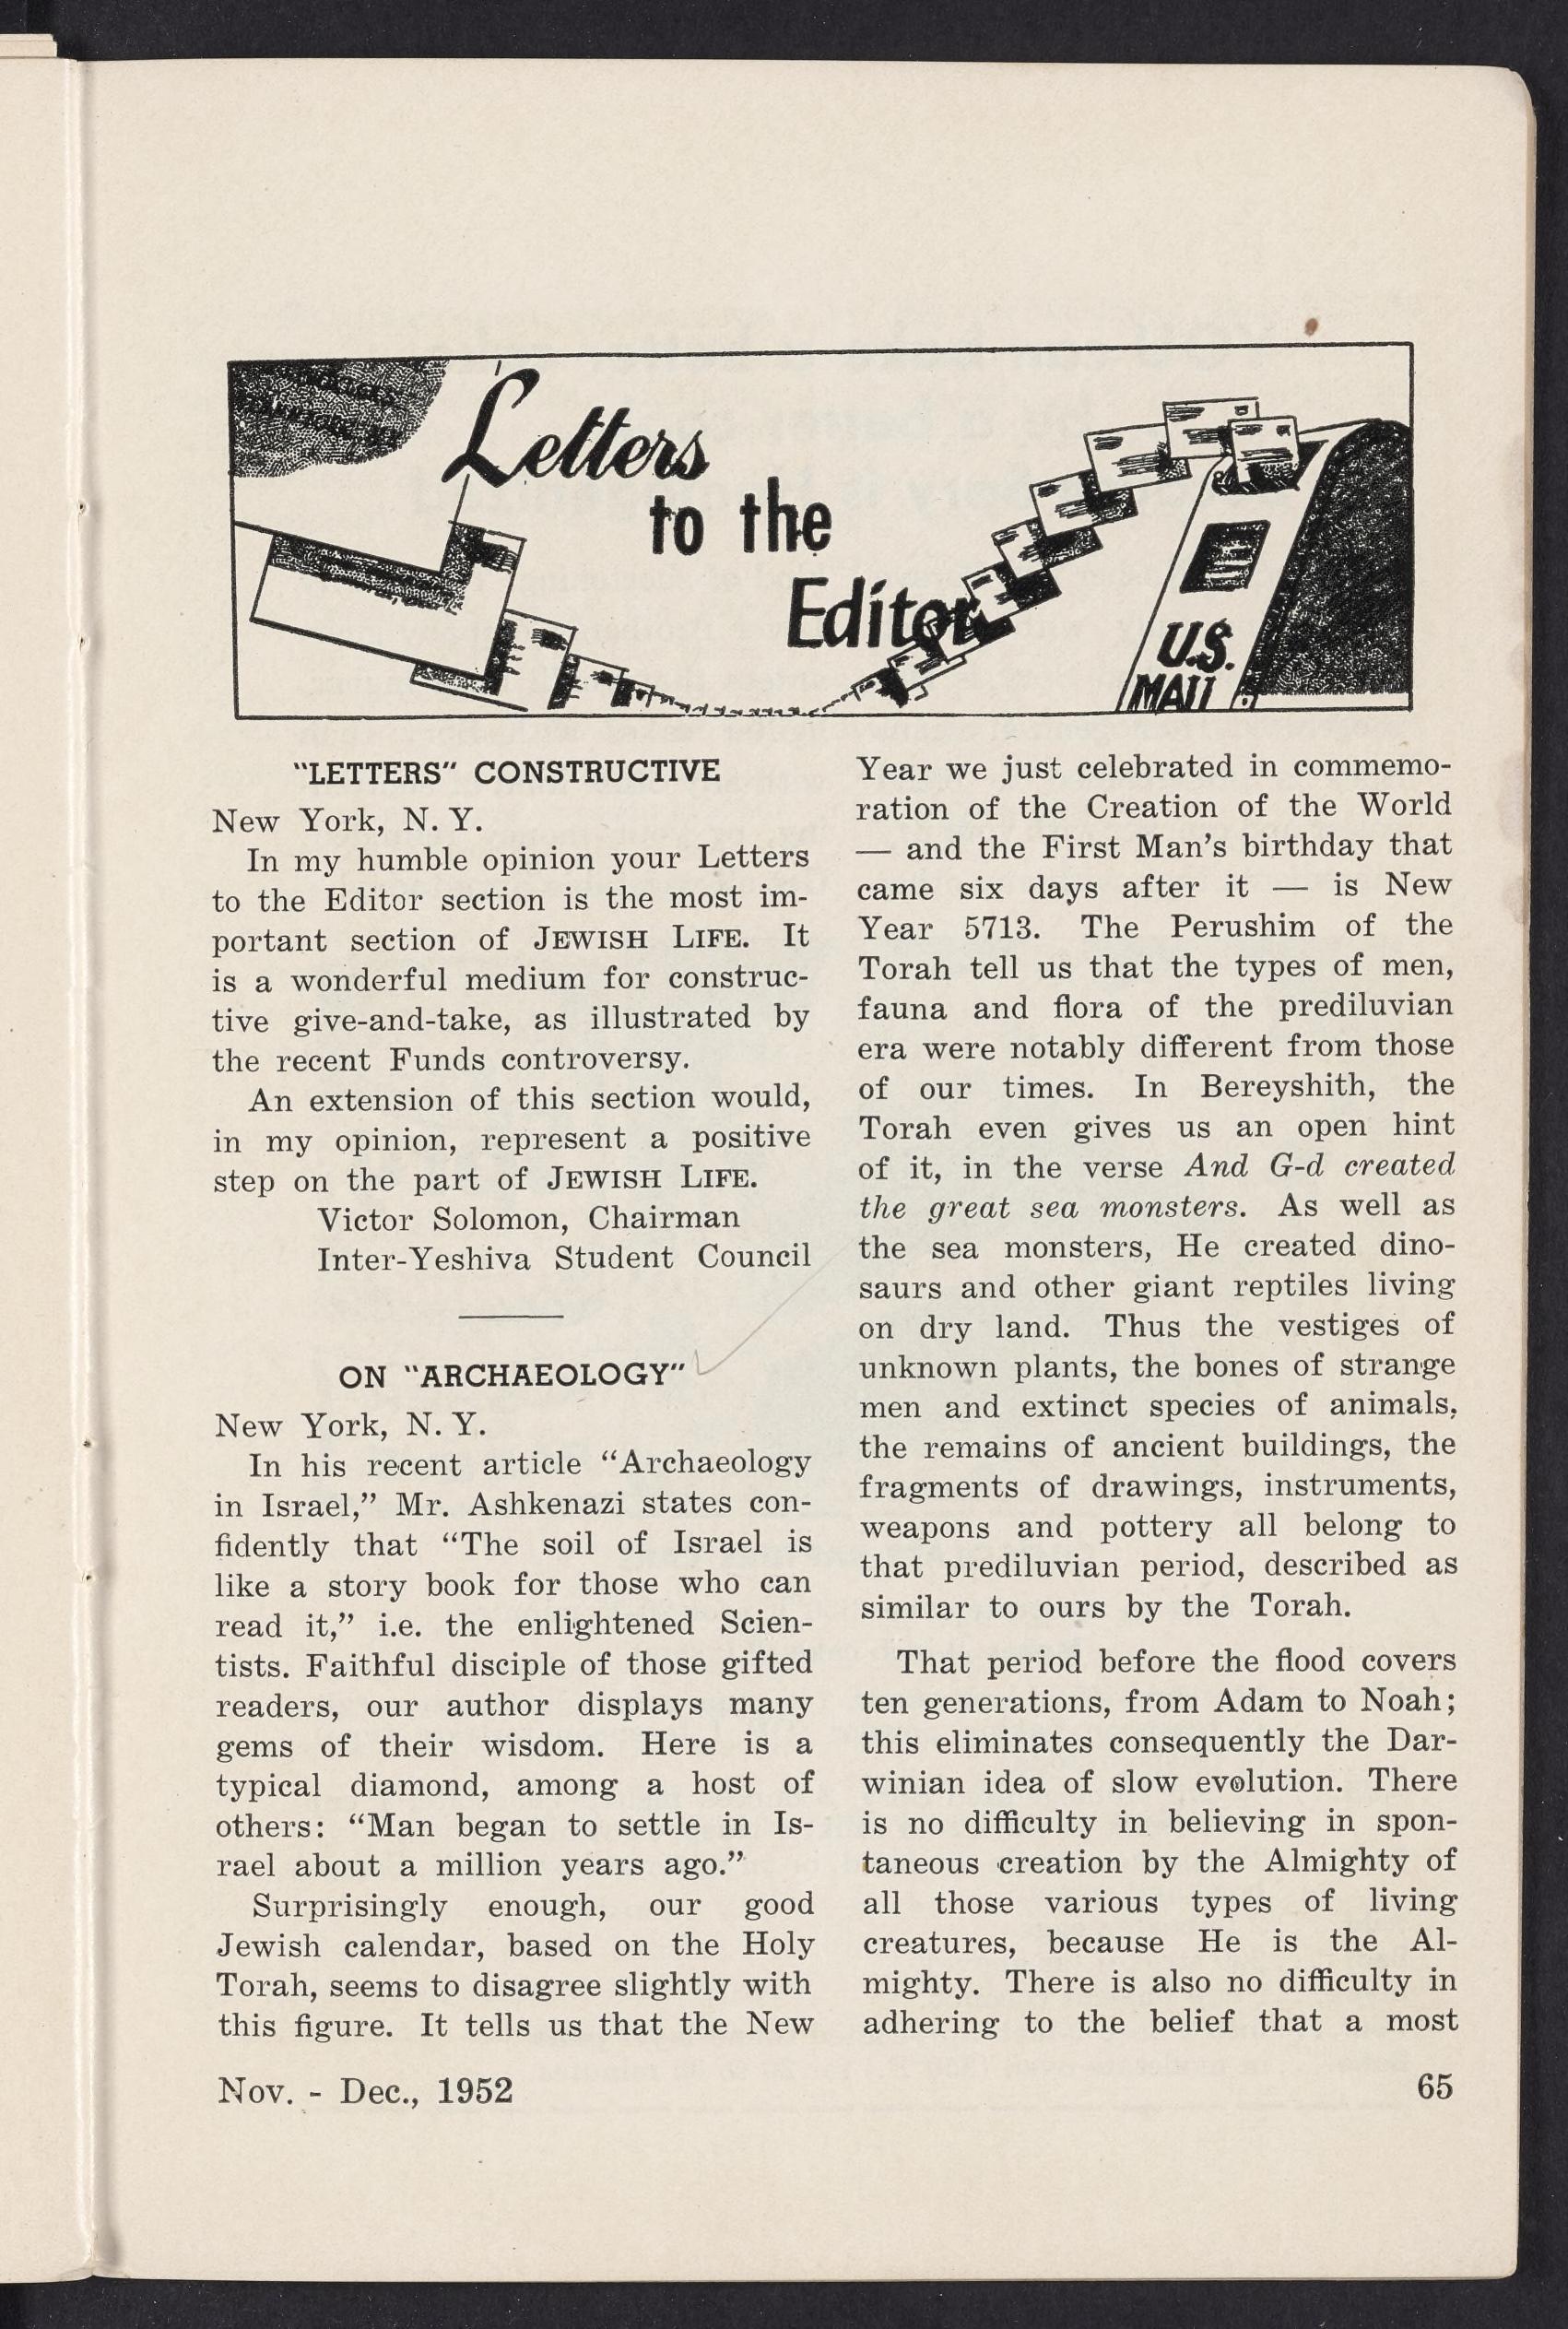 Letters
to the
Editor
U.S.
MAIL
"LETTERS" CONSTRUCTIVE
New York, N. Y.
In my humble opinion your Letters
to the Editor section is the most im-
portant section of JEWISH LIFE. It
is a wonderful medium for construc-
tive give-and-take, as illustrated by
the recent Funds controversy.
An extension of this section would,
in my opinion, represent a positive
step on the part of JEWISH LIFE.
Victor Solomon, Chairman
Inter-Yeshiva Student Council
ON "ARCHAEOLOGY"
New York, N. Y.
In his recent article “Archaeology
in Israel,” Mr. Ashkenazi states con-
fidently that “The soil of Israel is
like a story book for those who can
read it,” i.e. the enlightened Scien-
tists. Faithful disciple of those gifted
readers, our author displays many
gems of their wisdom. Here is a
typical diamond, among a host of
others: “Man began to settle in Is-
rael about a million years ago.”
Surprisingly enough, our good
Jewish calendar, based on the Holy
Torah, seems to disagree slightly with
this figure. It tells us that the New
Year we just celebrated in commemo-
ration of the Creation of the World
— and the First Man’s birthday that
came six days after it — is New
Year 5713. The Perushim of the
Torah tell us that the types of men,
fauna and flora of the prediluvian
era were notably different from those
of our times. In Bereyshith, the
Torah even gives us an open hint
of it, in the verse And G-d created
the great sea monsters. As well as
the sea monsters, He created dino-
saurs and other giant reptiles living
on dry land. Thus the vestiges of
unknown plants, the bones of strange
men and extinct species of animals,
the remains of ancient buildings, the
fragments of drawings, instruments,
weapons and pottery all belong to
that prediluvian period, described as
similar to ours by the Torah.
That period before the flood covers
ten generations, from Adam to Noah;
this eliminates consequently the Dar-
winian idea of slow evolution. There
is no difficulty in believing in spon-
taneous creation by the Almighty of
all those various types of living
creatures, because He is the Al-
mighty. There is also no difficulty in
adhering to the belief that a most
Nov. - Dec., 1952
65